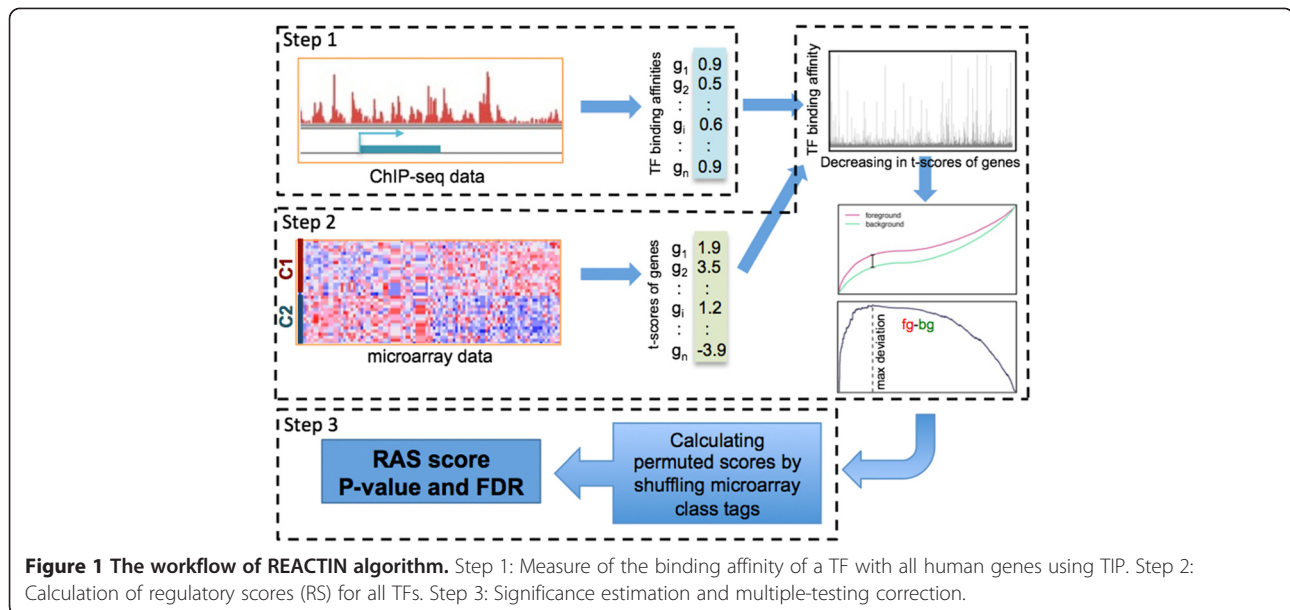 Step 1
ChIP-seq data
TF binding affinities
g1 0.9
g2 0.5
: :
gi 0.6
: :
gn 0.9
TF binding affinity
Decreasing in t-scores of genes
Step 2
C1
C2
microarray data
t-scores of genes
g1 1.9
g2 3.5
: :
gi 1.2
: :
gn -3.9
foreground
background
fg-bg
max deviation
Step 3
RAS score
P-value and FDR
Calculating
permuted scores by
shuffling microarray
class tags
Figure 1 The workflow of REACTIN algorithm. Step 1: Measure of the binding affinity of a TF with all human genes using TIP. Step 2:
Calculation of regulatory scores (RS) for all TFs. Step 3: Significance estimation and multiple-testing correction.